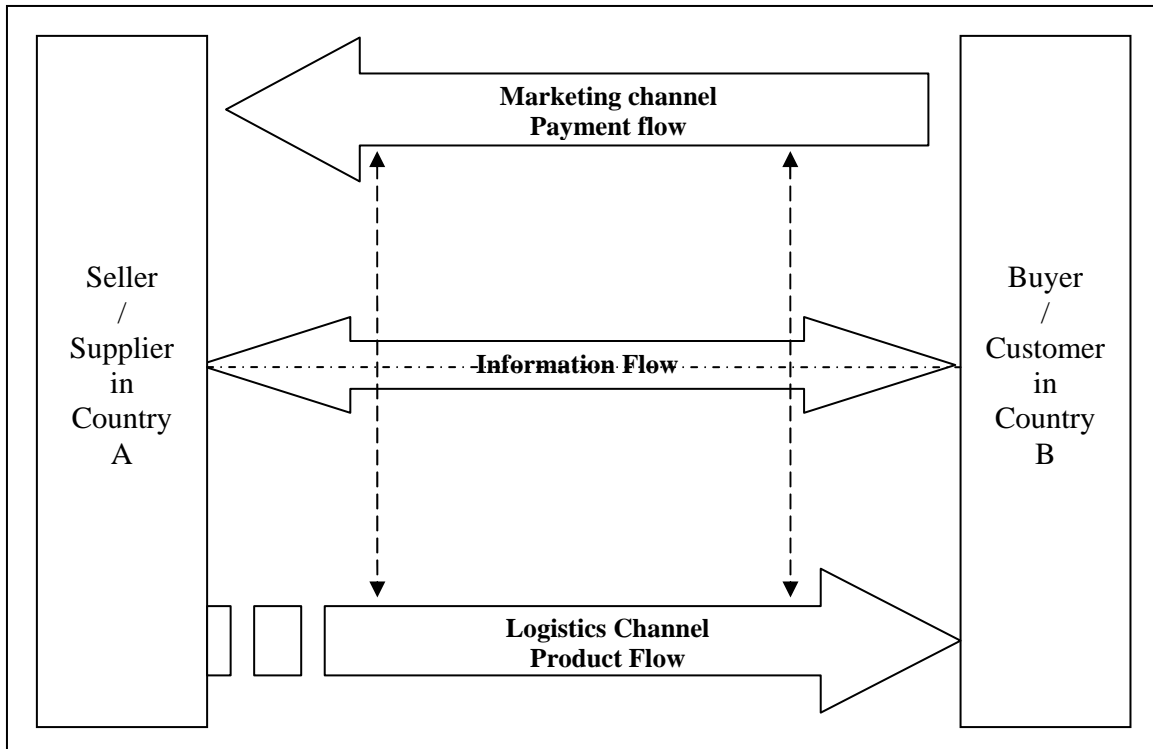 Marketing channel
Payment flow
Seller
/
Supplier
in
Country
A
Information Flow
Buyer
/
Customer
in
Country
B
Logistics Channel
Product Flow